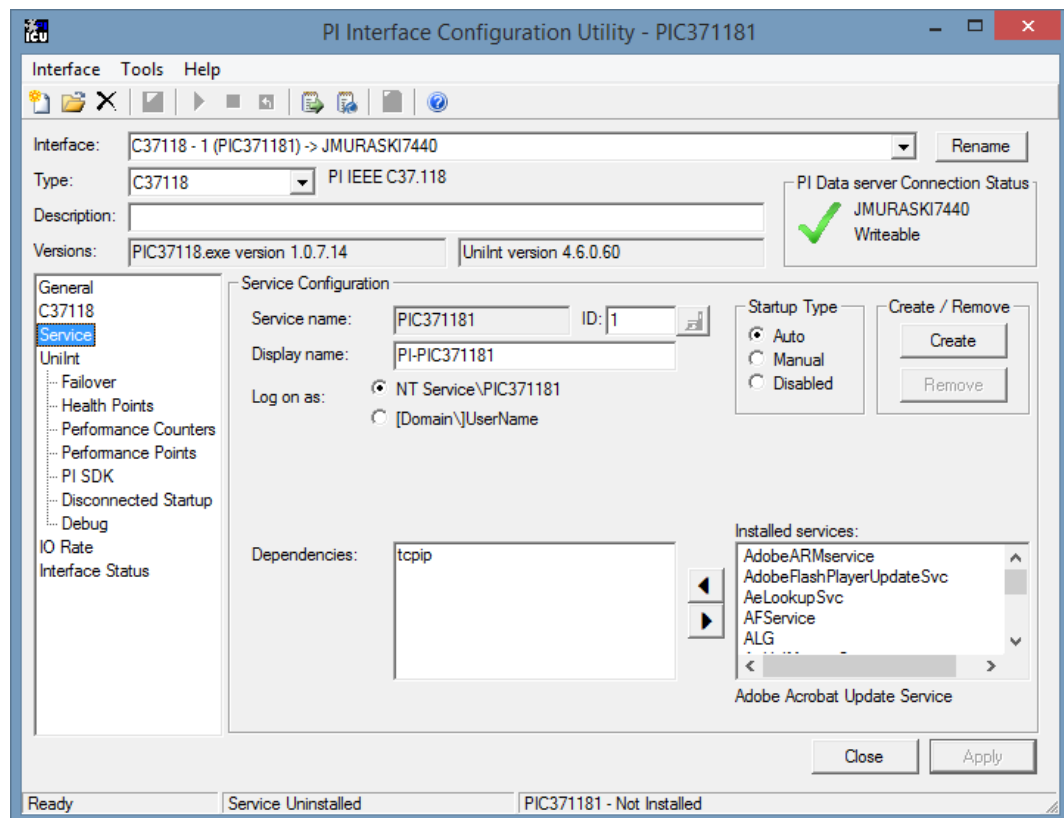 ICU
PI Interface Configuration Utility - PIC371181
Interface Tools Help
Interface: C37118 - 1 (PIC371181) -> JMURASKI7440 Rename
Type: C37118 PI IEEE C37.118
PI Data server Connection Status
JMURASKI7440
Writeable
Description:
Versions: PIC37118.exe version 1.0.7.14 UniInt version 4.6.0.60
General
C37118
Service
UniInt
Failover
Health Points
Performance Counters
Performance Points
PI SDK
Disconnected Startup
Debug
IO Rate
Interface Status
Service Configuration
Service name: PIC371181 ID: 1
Display name: PI-PIC371181
Log on as: NT Service\PIC371181
[Domain\]UserName
Startup Type
Auto
Manual
Disabled
Create / Remove
Create
Remove
Dependencies: tcpip
Installed services:
AdobeARMservice
AdobeFlashPlayerUpdateSvc
AeLookupSvc
AFService
ALG
Adobe Acrobat Update Service
Close Apply
Ready Service Uninstalled PIC371181 - Not Installed